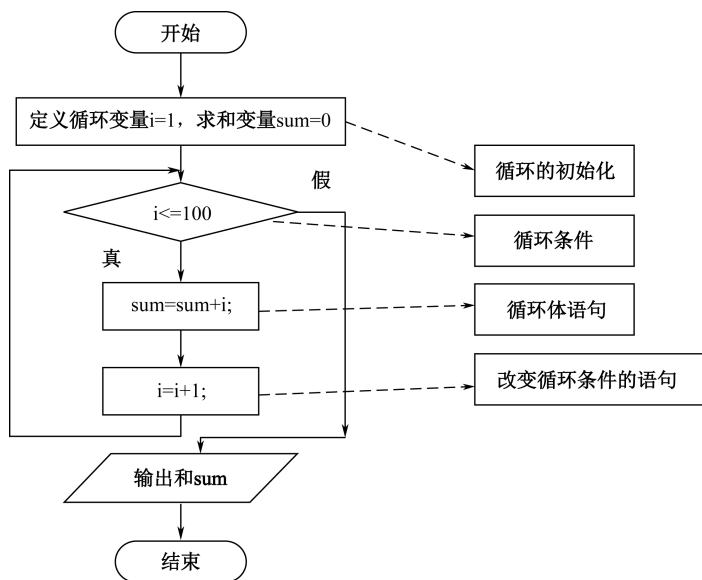 开始
定义循环变量i=1，求和变量sum=0
循环的初始化
假
i<=100
循环条件
真
sum=sum+i;
循环体语句
i=i+1;
改变循环条件的语句
输出和sum
结束